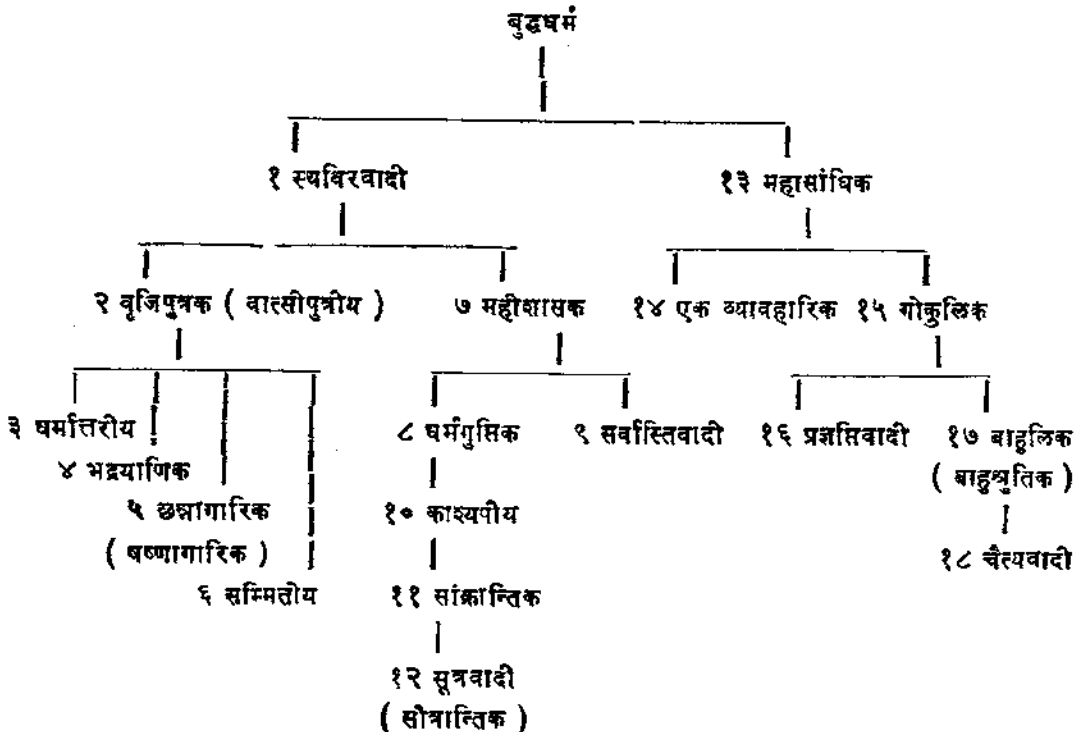 बुद्धधर्म
१ स्थविरवादी १३ महासांघिक
२ वृजिपुत्रक ( वात्सीपुत्रीय ) ७ महीशासक १४ एक व्यावहारिक १५ गोकुलिक
३ धर्मात्तरीय ८ धर्मगुप्तिक ९ सर्वास्तिवादी १६ प्रज्ञप्तिवादी १७ बाहुलिक
४ भद्रयाणिक ( बाहुश्रुतिक )
५ छन्नागारिक १० काश्यपीय
( षण्णागारिक ) १८ चैत्यवादी
६ सम्मितीय ११ सांक्रान्तिक
१२ सूत्रवादी
( सौत्रान्तिक )